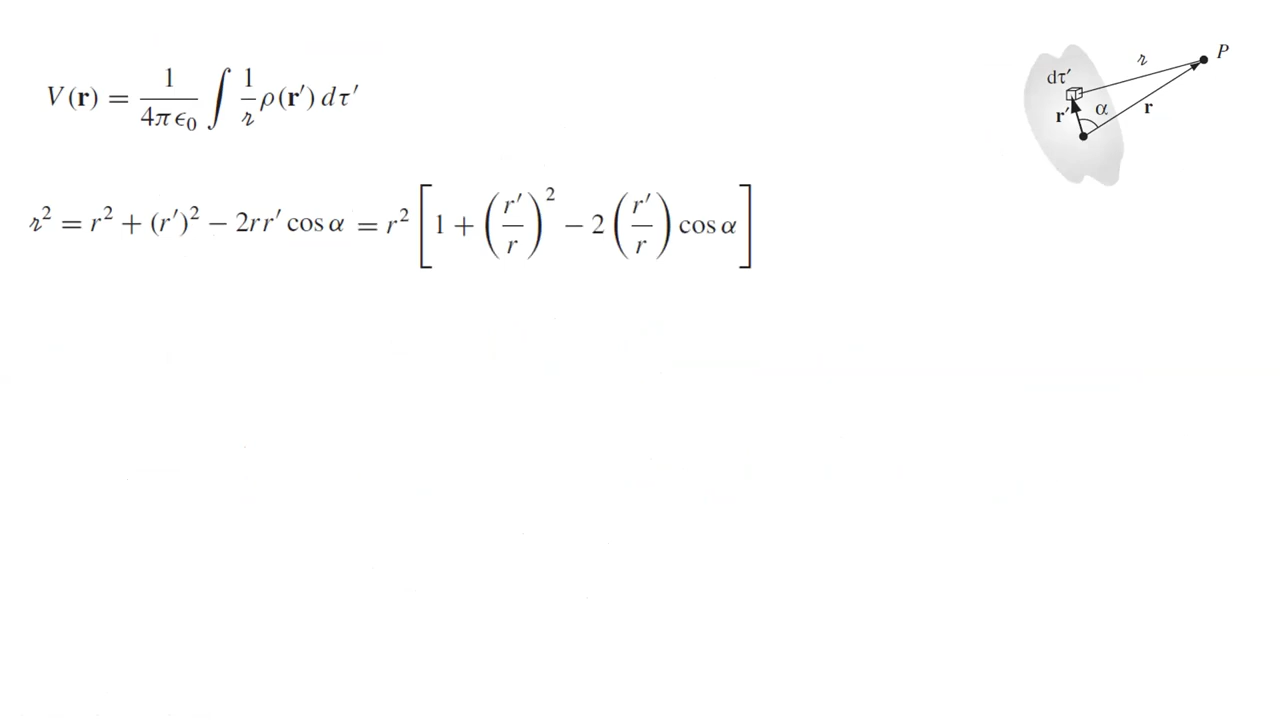 V(r) = 1/(4πϵ₀) ∫ (1/𝓇) ρ(r′) dτ′
𝓇² = r² + (r′)² − 2rr′ cos α = r² [1 + (r′/r)² − 2 (r′/r) cos α]
P
𝓇
dτ′
α
r
r′